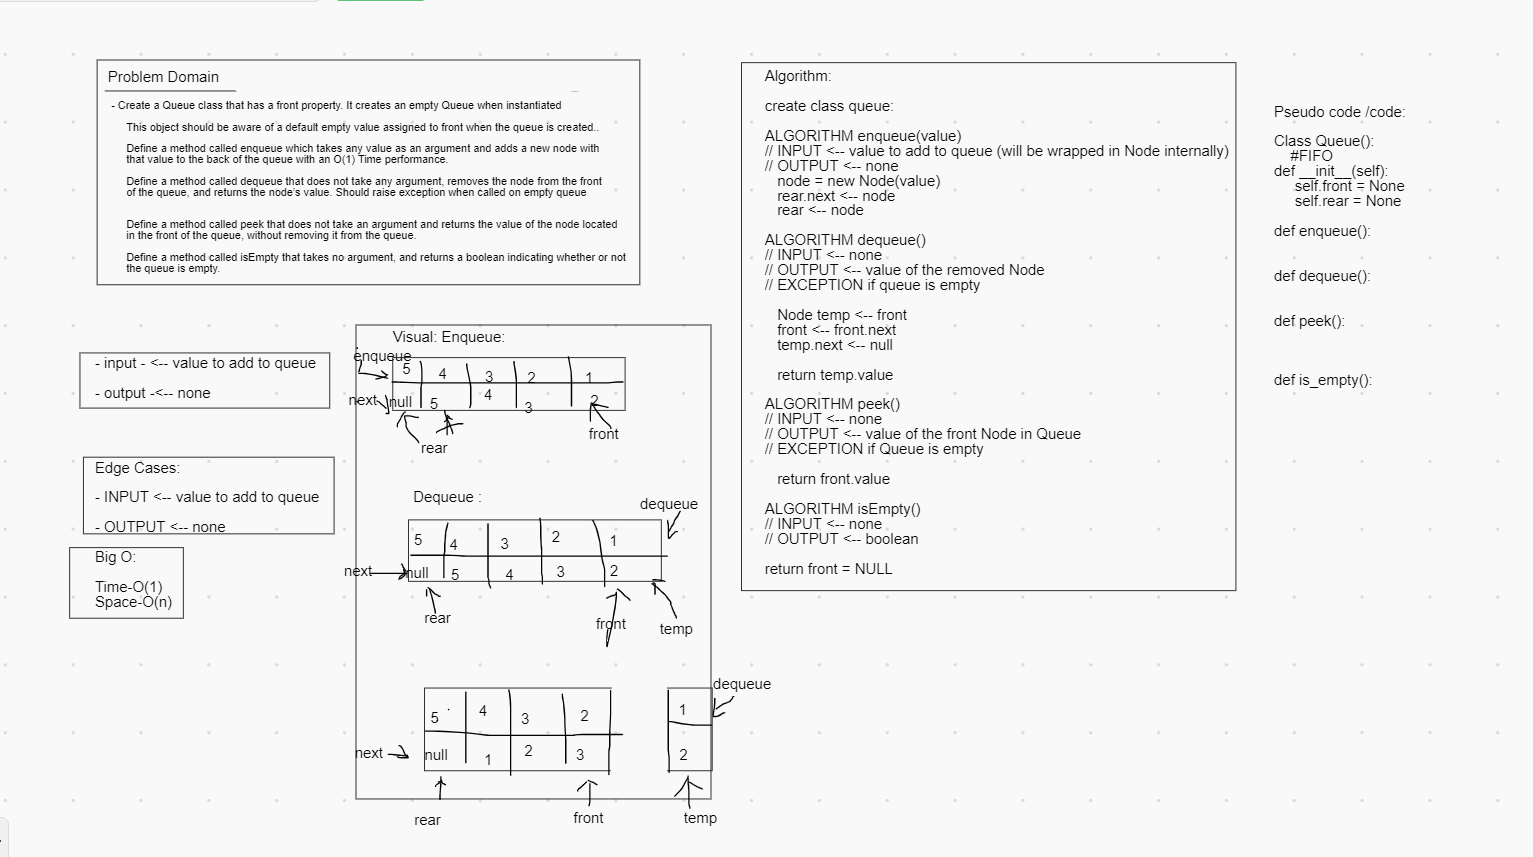 Problem Domain
- Create a Queue class that has a front property. It creates an empty Queue when instantiated
This object should be aware of a default empty value assigned to front when the queue is created..
Define a method called enqueue which takes any value as an argument and adds a new node with
that value to the back of the queue with an O(1) Time performance.
Define a method called dequeue that does not take any argument, removes the node from the front
of the queue, and returns the node's value. Should raise exception when called on empty queue
Define a method called peek that does not take an argument and returns the value of the node located
in the front of the queue, without removing it from the queue.
Define a method called isEmpty that takes no argument, and returns a boolean indicating whether or not
the queue is empty.
- input - <-- value to add to queue
- output -<-- none
Edge Cases:
- INPUT <-- value to add to queue
- OUTPUT <-- none
Big O:
Time-O(1)
Space-O(n)
Visual: Enqueue:
enqueue
5 4 3 2 1
next null 5 4 3 2
rear front
Dequeue :
dequeue
5 4 3 2 1
next null 5 4 3 2
rear front temp
dequeue
5 4 3 2 1
next null 1 2 3 2
rear front temp
Algorithm:
create class queue:
ALGORITHM enqueue(value)
// INPUT <-- value to add to queue (will be wrapped in Node internally)
// OUTPUT <-- none
node = new Node(value)
rear.next <-- node
rear <-- node
ALGORITHM dequeue()
// INPUT <-- none
// OUTPUT <-- value of the removed Node
// EXCEPTION if queue is empty
Node temp <-- front
front <-- front.next
temp.next <-- null
return temp.value
ALGORITHM peek()
// INPUT <-- none
// OUTPUT <-- value of the front Node in Queue
// EXCEPTION if Queue is empty
return front.value
ALGORITHM isEmpty()
// INPUT <-- none
// OUTPUT <-- boolean
return front = NULL
Pseudo code /code:
Class Queue():
#FIFO
def __init__(self):
self.front = None
self.rear = None
def enqueue():
def dequeue():
def peek():
def is_empty():